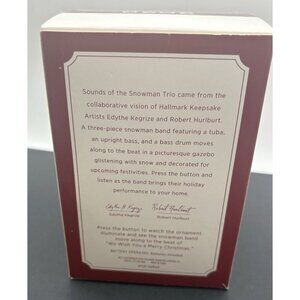 Sounds of the Snowman Trio came from the
collaborative vision of Hallmark Keepsake
Artists Edythe Kegrize and Robert Hurlburt.
A three-piece snowman band featuring a tuba,
an upright bass, and a bass drum moves
along to the beat in a picturesque gazebo
glistening with snow and decorated for
upcoming festivities. Press the button and
listen as the band brings their holiday
performance to your home.
Edythe Kegrize
Robert Hurlburt
Edythe Kegrize
Robert Hurlburt
Press the button to watch the ornament
illuminate and see the snowman band
move along to the beat of
"We Wish You a Merry Christmas."